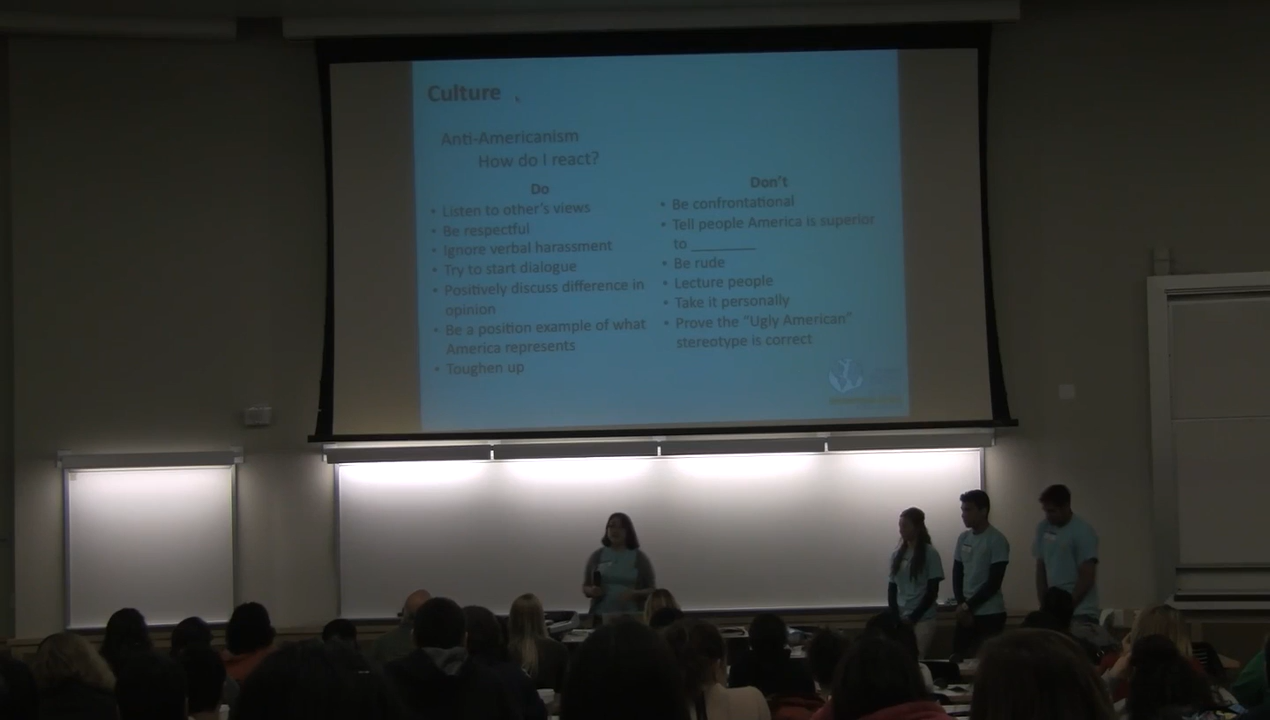 Culture
Anti-Americanism
How do I react?
Do
• Listen to other's views
• Be respectful
• Ignore verbal harassment
• Try to start dialogue
• Positively discuss difference in
opinion
• Be a position example of what
America represents
• Toughen up
Don't
• Be confrontational
• Tell people America is superior
to ________
• Be rude
• Lecture people
• Take it personally
• Prove the "Ugly American"
stereotype is correct